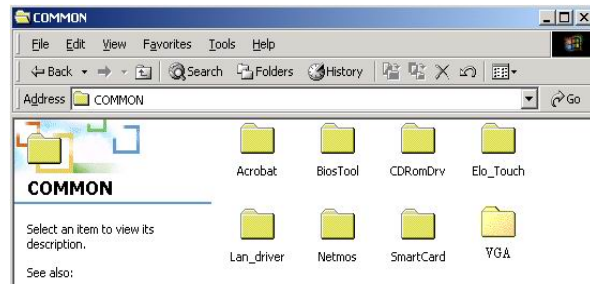 COMMON
File Edit View Favorites Tools Help
Back Search Folders History
Address COMMON Go
Acrobat BiosTool CDRomDrv Elo_Touch
COMMON
Select an item to view its
description.
Lan_driver Netmos SmartCard VGA
See also: